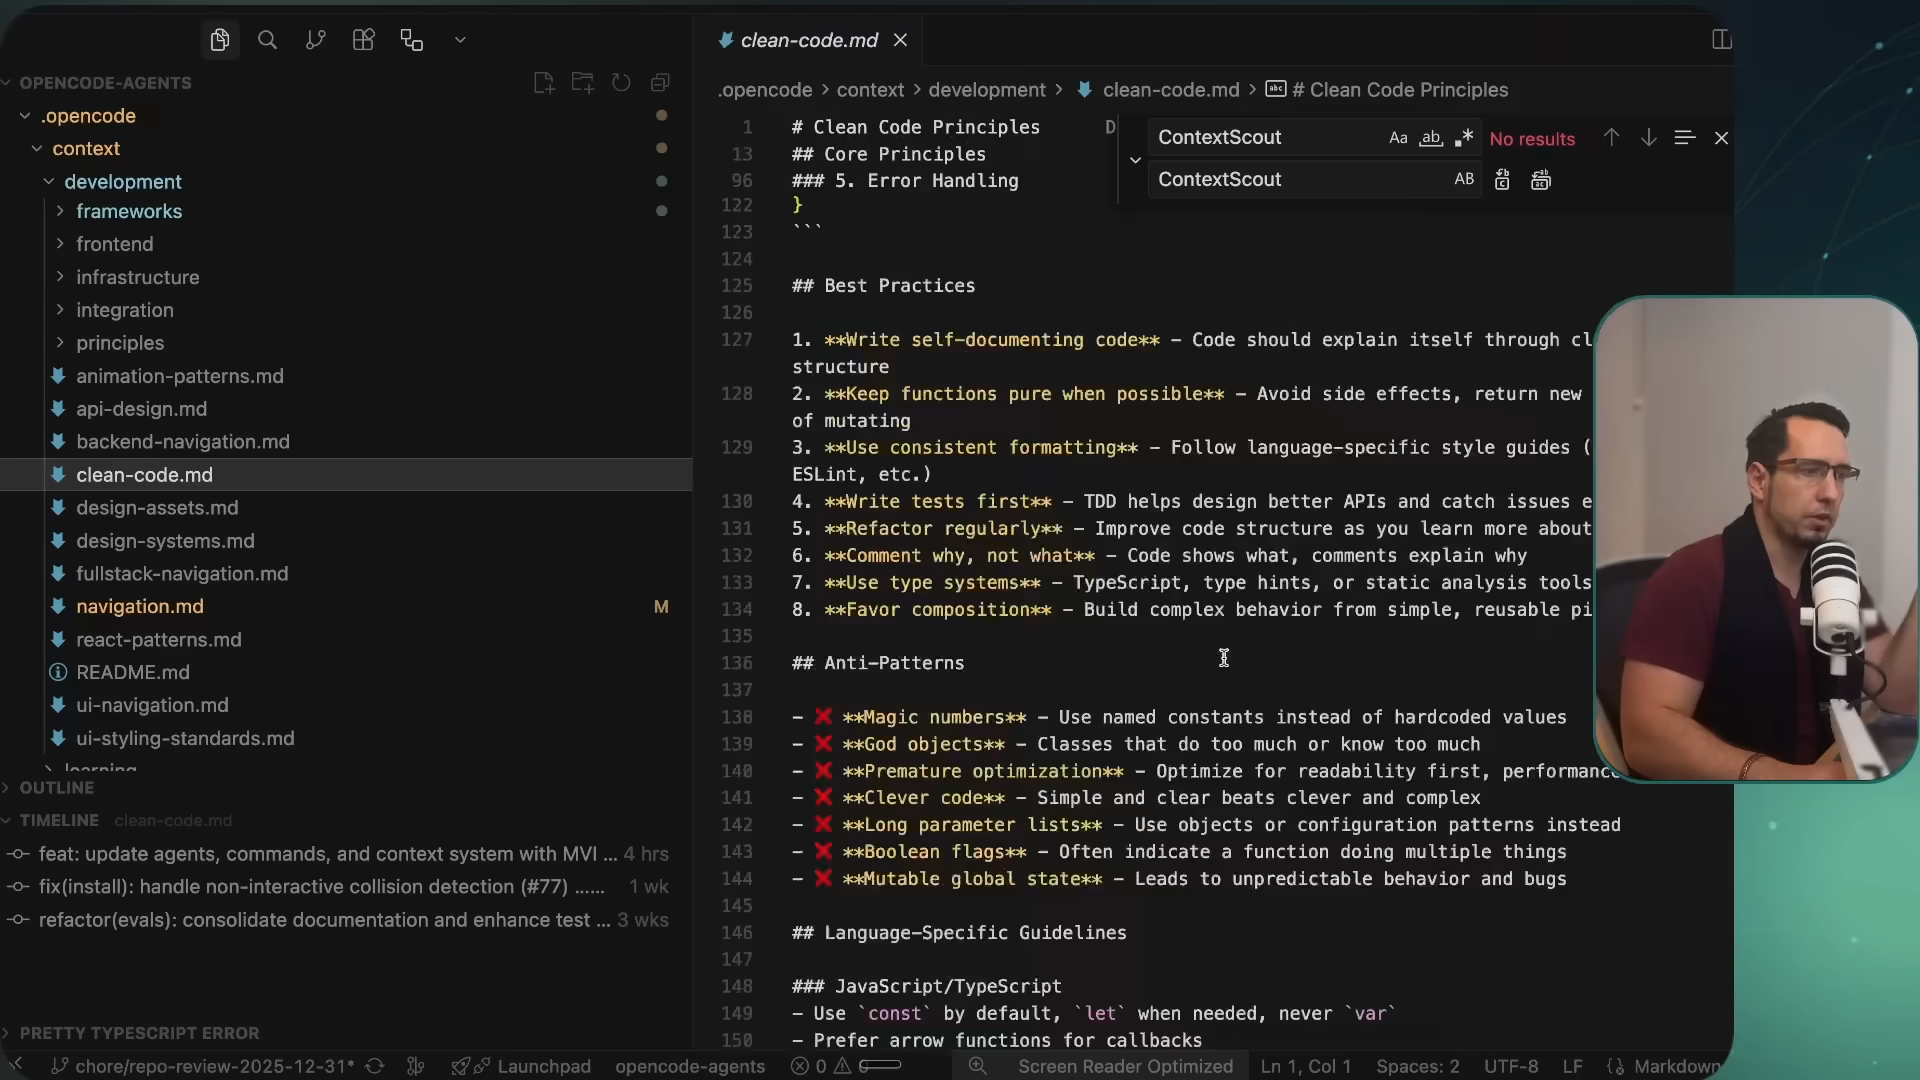 OPENCODE-AGENTS
.opencode
context
development
frameworks
frontend
infrastructure
integration
principles
animation-patterns.md
api-design.md
backend-navigation.md
clean-code.md
design-assets.md
design-systems.md
fullstack-navigation.md
navigation.md M
react-patterns.md
README.md
ui-navigation.md
ui-styling-standards.md
learning
OUTLINE
TIMELINE clean-code.md
feat: update agents, commands, and context system with MVI ... 4 hrs
fix(install): handle non-interactive collision detection (#77) ...... 1 wk
refactor(evals): consolidate documentation and enhance test ... 3 wks
PRETTY TYPESCRIPT ERROR
clean-code.md
.opencode > context > development > clean-code.md > # Clean Code Principles
ContextScout Aa ab .* No results
ContextScout AB
1 # Clean Code Principles D
13 ## Core Principles
96 ### 5. Error Handling
122 }
123 ```
124
125 ## Best Practices
126
127 1. **Write self-documenting code** – Code should explain itself through cl
structure
128 2. **Keep functions pure when possible** – Avoid side effects, return new
of mutating
129 3. **Use consistent formatting** – Follow language-specific style guides (
ESLint, etc.)
130 4. **Write tests first** – TDD helps design better APIs and catch issues e
131 5. **Refactor regularly** – Improve code structure as you learn more about
132 6. **Comment why, not what** – Code shows what, comments explain why
133 7. **Use type systems** – TypeScript, type hints, or static analysis tools
134 8. **Favor composition** – Build complex behavior from simple, reusable pi
135
136 ## Anti-Patterns
137
138 - ❌ **Magic numbers** – Use named constants instead of hardcoded values
139 - ❌ **God objects** – Classes that do too much or know too much
140 - ❌ **Premature optimization** – Optimize for readability first, performance
141 - ❌ **Clever code** – Simple and clear beats clever and complex
142 - ❌ **Long parameter lists** – Use objects or configuration patterns instead
143 - ❌ **Boolean flags** – Often indicate a function doing multiple things
144 - ❌ **Mutable global state** – Leads to unpredictable behavior and bugs
145
146 ## Language-Specific Guidelines
147
148 ### JavaScript/TypeScript
149 - Use `const` by default, `let` when needed, never `var`
150 - Prefer arrow functions for callbacks
chore/repo-review-2025-12-31* Launchpad opencode-agents 0 Screen Reader Optimized Ln 1, Col 1 Spaces: 2 UTF-8 LF Markdown